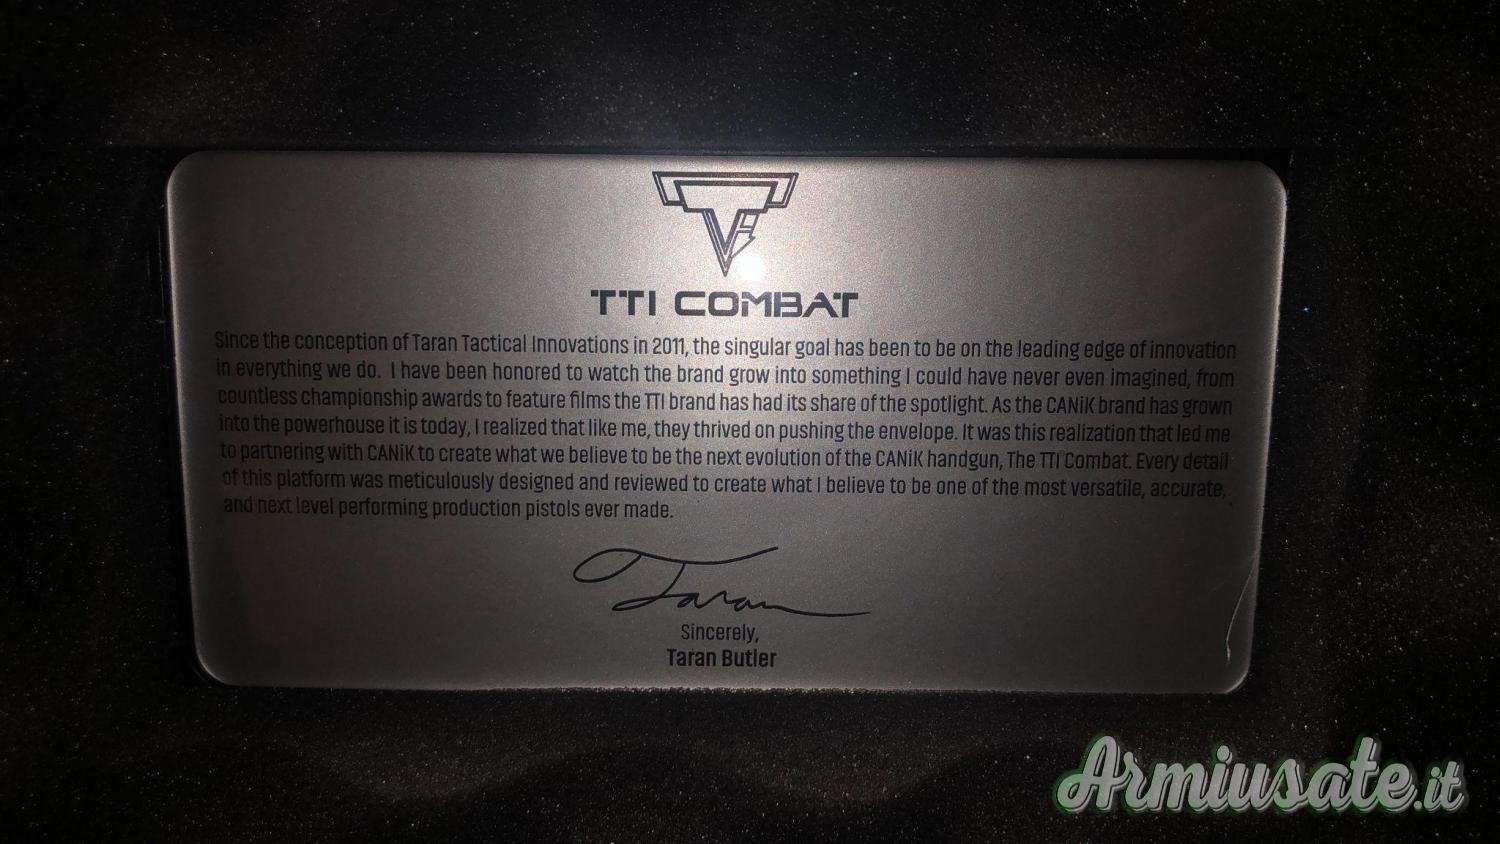 TTI COMBAT
Since the conception of Taran Tactical Innovations in 2011, the singular goal has been to be on the leading edge of innovation
in everything we do. I have been honored to watch the brand grow into something I could have never even imagined, from
countless championship awards to feature films the TTI brand has had its share of the spotlight. As the CANiK brand has grown
into the powerhouse it is today, I realized that like me, they thrived on pushing the envelope. It was this realization that led me
to partnering with CANiK to create what we believe to be the next evolution of the CANiK handgun, The TTI Combat. Every detail
of this platform was meticulously designed and reviewed to create what I believe to be one of the most versatile, accurate,
and next level performing production pistols ever made.
Taran
Sincerely,
Taran Butler
Armiusate.it